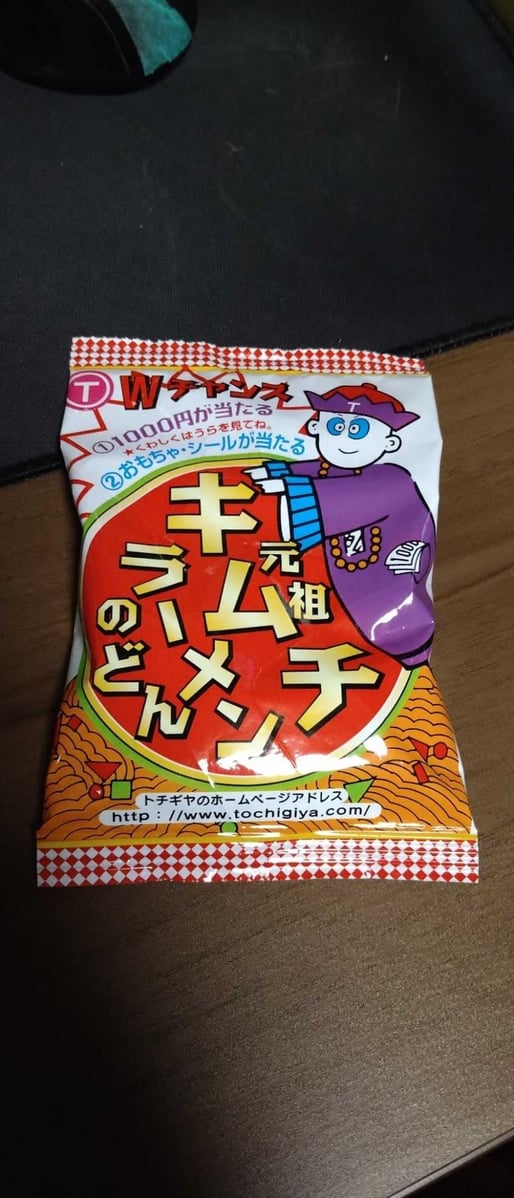 T Wチャンス
①1000円が当たる
★くわしくはうらを見てね。
②おもちゃ・シールが当たる
T
元祖
キムチ
ラーメン
のどん
トチギヤのホームページアドレス
http://www.tochigiya.com/